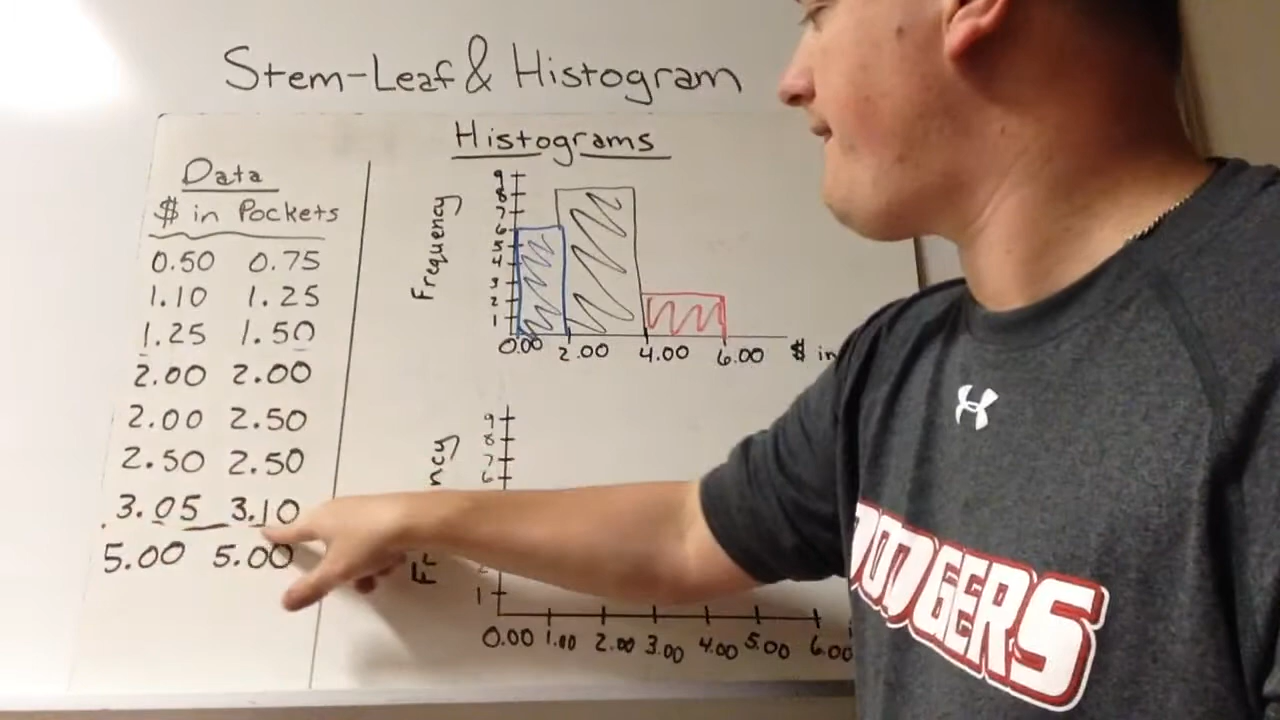 Stem-Leaf & Histogram
Data
$ in Pockets
0.50 0.75
1.10 1.25
1.25 1.50
2.00 2.00
2.00 2.50
2.50 2.50
3.05 3.10
5.00 5.00
Histograms
Frequency
9
8
7
6
5
4
3
2
1
0.00 2.00 4.00 6.00 $ in
ncy
Fr
9
8
7
6
2
1
0.00 1.00 2.00 3.00 4.00 5.00 6.00
DODGERS